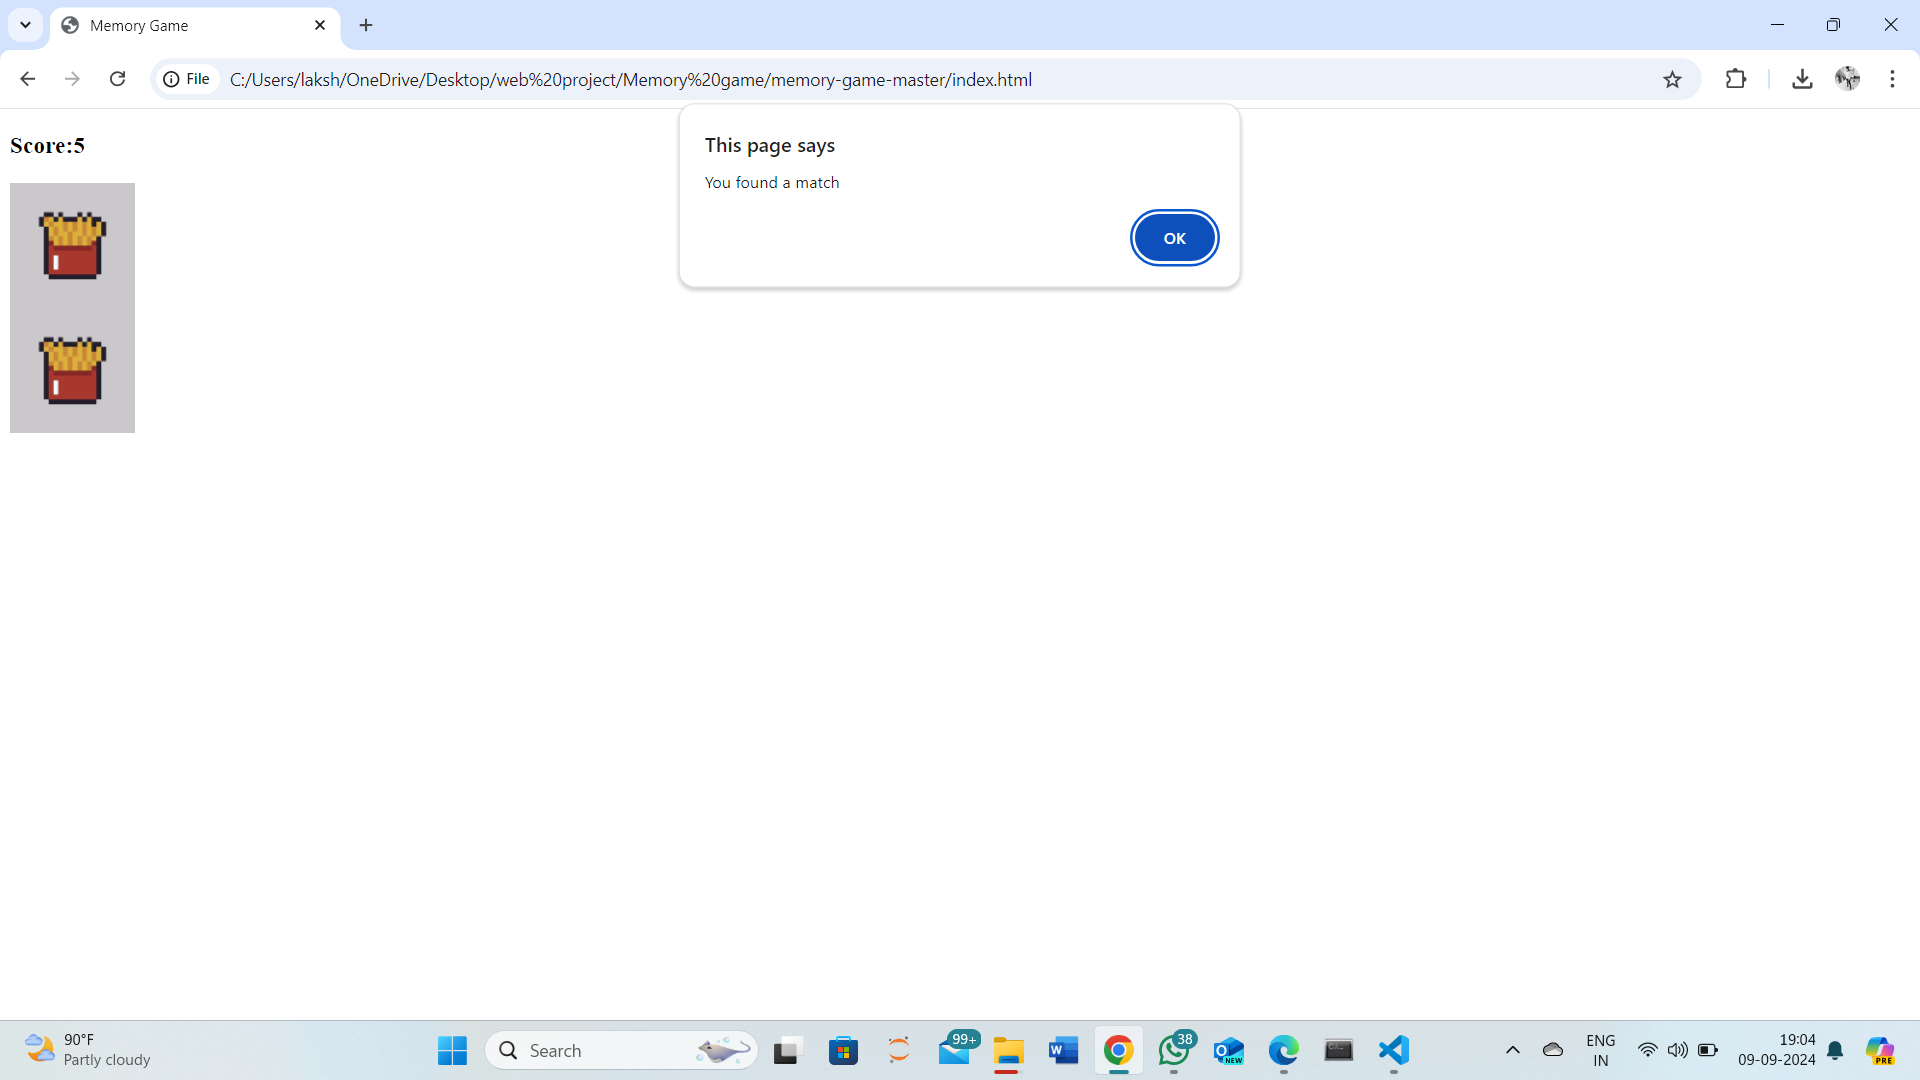 Memory Game
File
C:/Users/laksh/OneDrive/Desktop/web%20project/Memory%20game/memory-game-master/index.html
Score:5
This page says
You found a match
OK
90°F
Partly cloudy
Search
99+
W
38
NEW
ENG
IN
19:04
09-09-2024
PRE